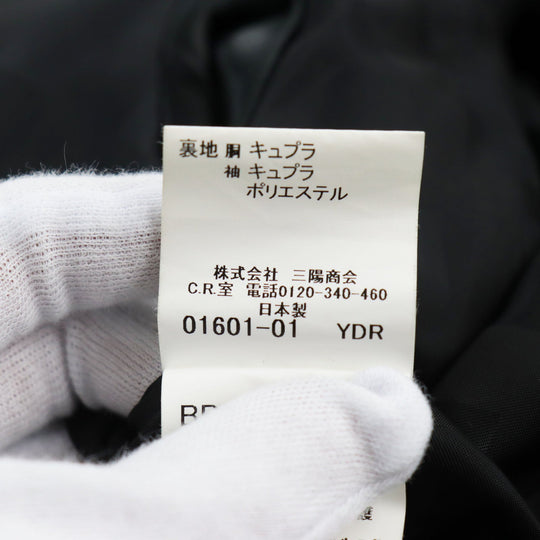 裏地 胴 キュプラ
袖 キュプラ
ポリエステル
株式会社 三陽商会
C.R.室 電話0120-340-460
日本製
01601-01 YDR